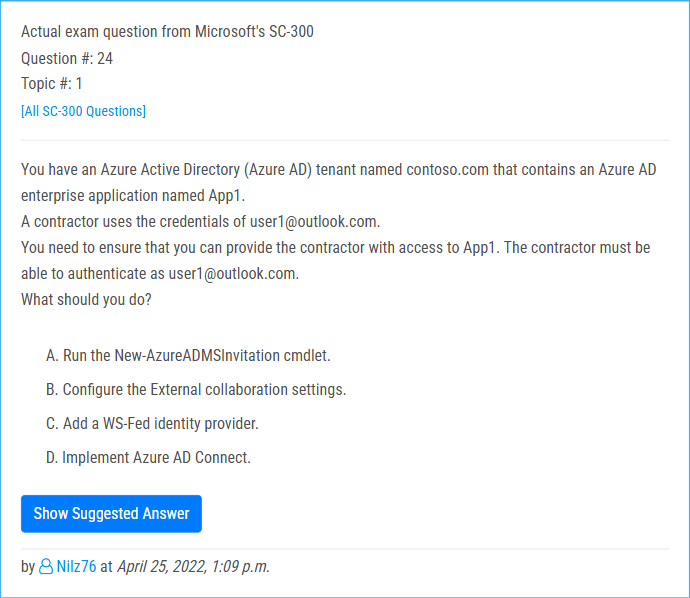 Actual exam question from Microsoft's SC-300
Question #: 24
Topic #: 1
[All SC-300 Questions]
You have an Azure Active Directory (Azure AD) tenant named contoso.com that contains an Azure AD
enterprise application named App1.
A contractor uses the credentials of user1@outlook.com.
You need to ensure that you can provide the contractor with access to App1. The contractor must be
able to authenticate as user1@outlook.com.
What should you do?
A. Run the New-AzureADMSInvitation cmdlet.
B. Configure the External collaboration settings.
C. Add a WS-Fed identity provider.
D. Implement Azure AD Connect.
Show Suggested Answer
by Nilz76 at April 25, 2022, 1:09 p.m.